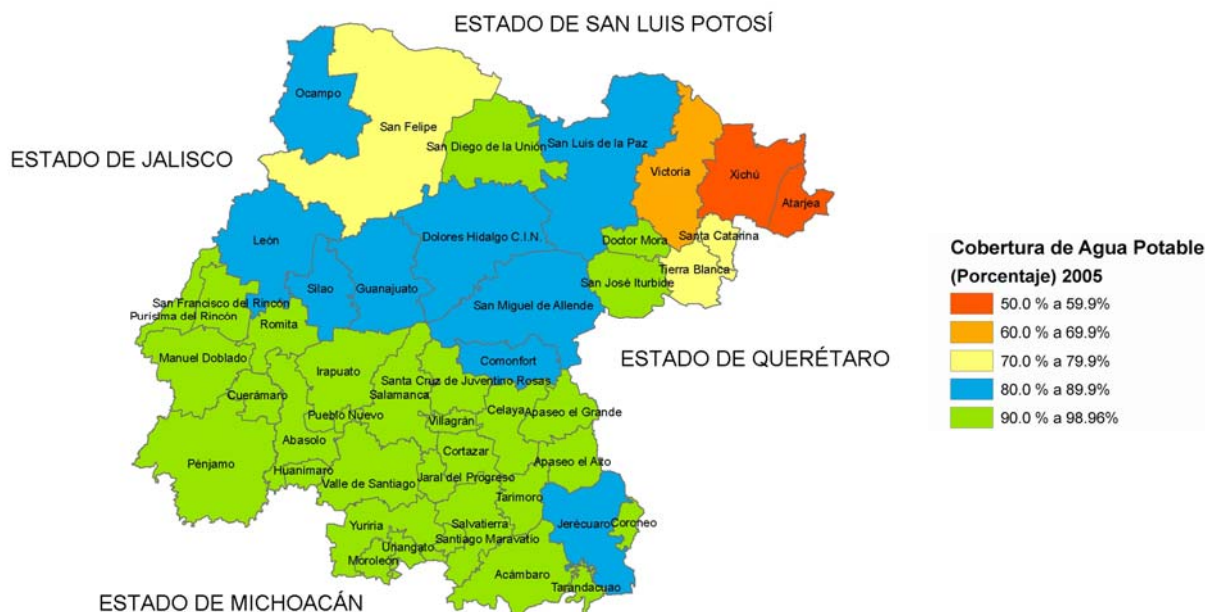 ESTADO DE SAN LUIS POTOSÍ
Ocampo
San Felipe
San Diego de la Unión
San Luis de la Paz
ESTADO DE JALISCO
Victoria
Xichú
Atarjea
León
Dolores Hidalgo C.I.N.
Doctor Mora
Santa Catarina
Tierra Blanca
San José Iturbide
Silao
Guanajuato
San Miguel de Allende
San Francisco del Rincón
Purísima del Rincón
Romita
ESTADO DE QUERÉTARO
Manuel Doblado
Comonfort
Irapuato
Santa Cruz de Juventino Rosas
Cuerámaro
Salamanca
Pueblo Nuevo
Villagrán
Celaya
Apaseo el Grande
Abasolo
Cortazar
Apaseo el Alto
Pénjamo
Huanimaro
Valle de Santiago
Jaral del Progreso
Tarimoro
Yuriria
Salvatierra
Jerécuaro
Coroneo
Santiago Maravatío
Uriangato
Moroleón
Acámbaro
Tarandacuao
ESTADO DE MICHOACÁN
Cobertura de Agua Potable
(Porcentaje) 2005
50.0 % a 59.9%
60.0 % a 69.9%
70.0 % a 79.9%
80.0 % a 89.9%
90.0 % a 98.96%